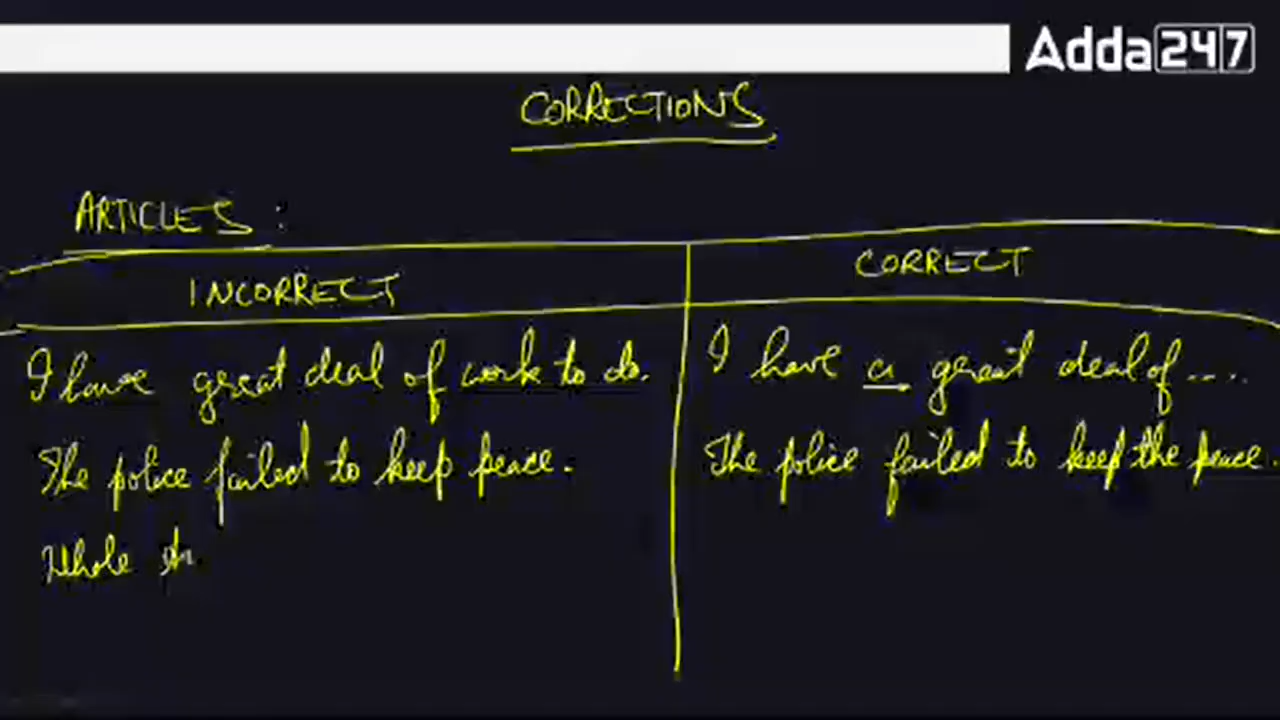 Adda247
CORRECTIONS
ARTICLES :
INCORRECT
CORRECT
I have great deal of work to do.
I have a great deal of ....
The police failed to keep peace.
The police failed to keep the peace.
Whole